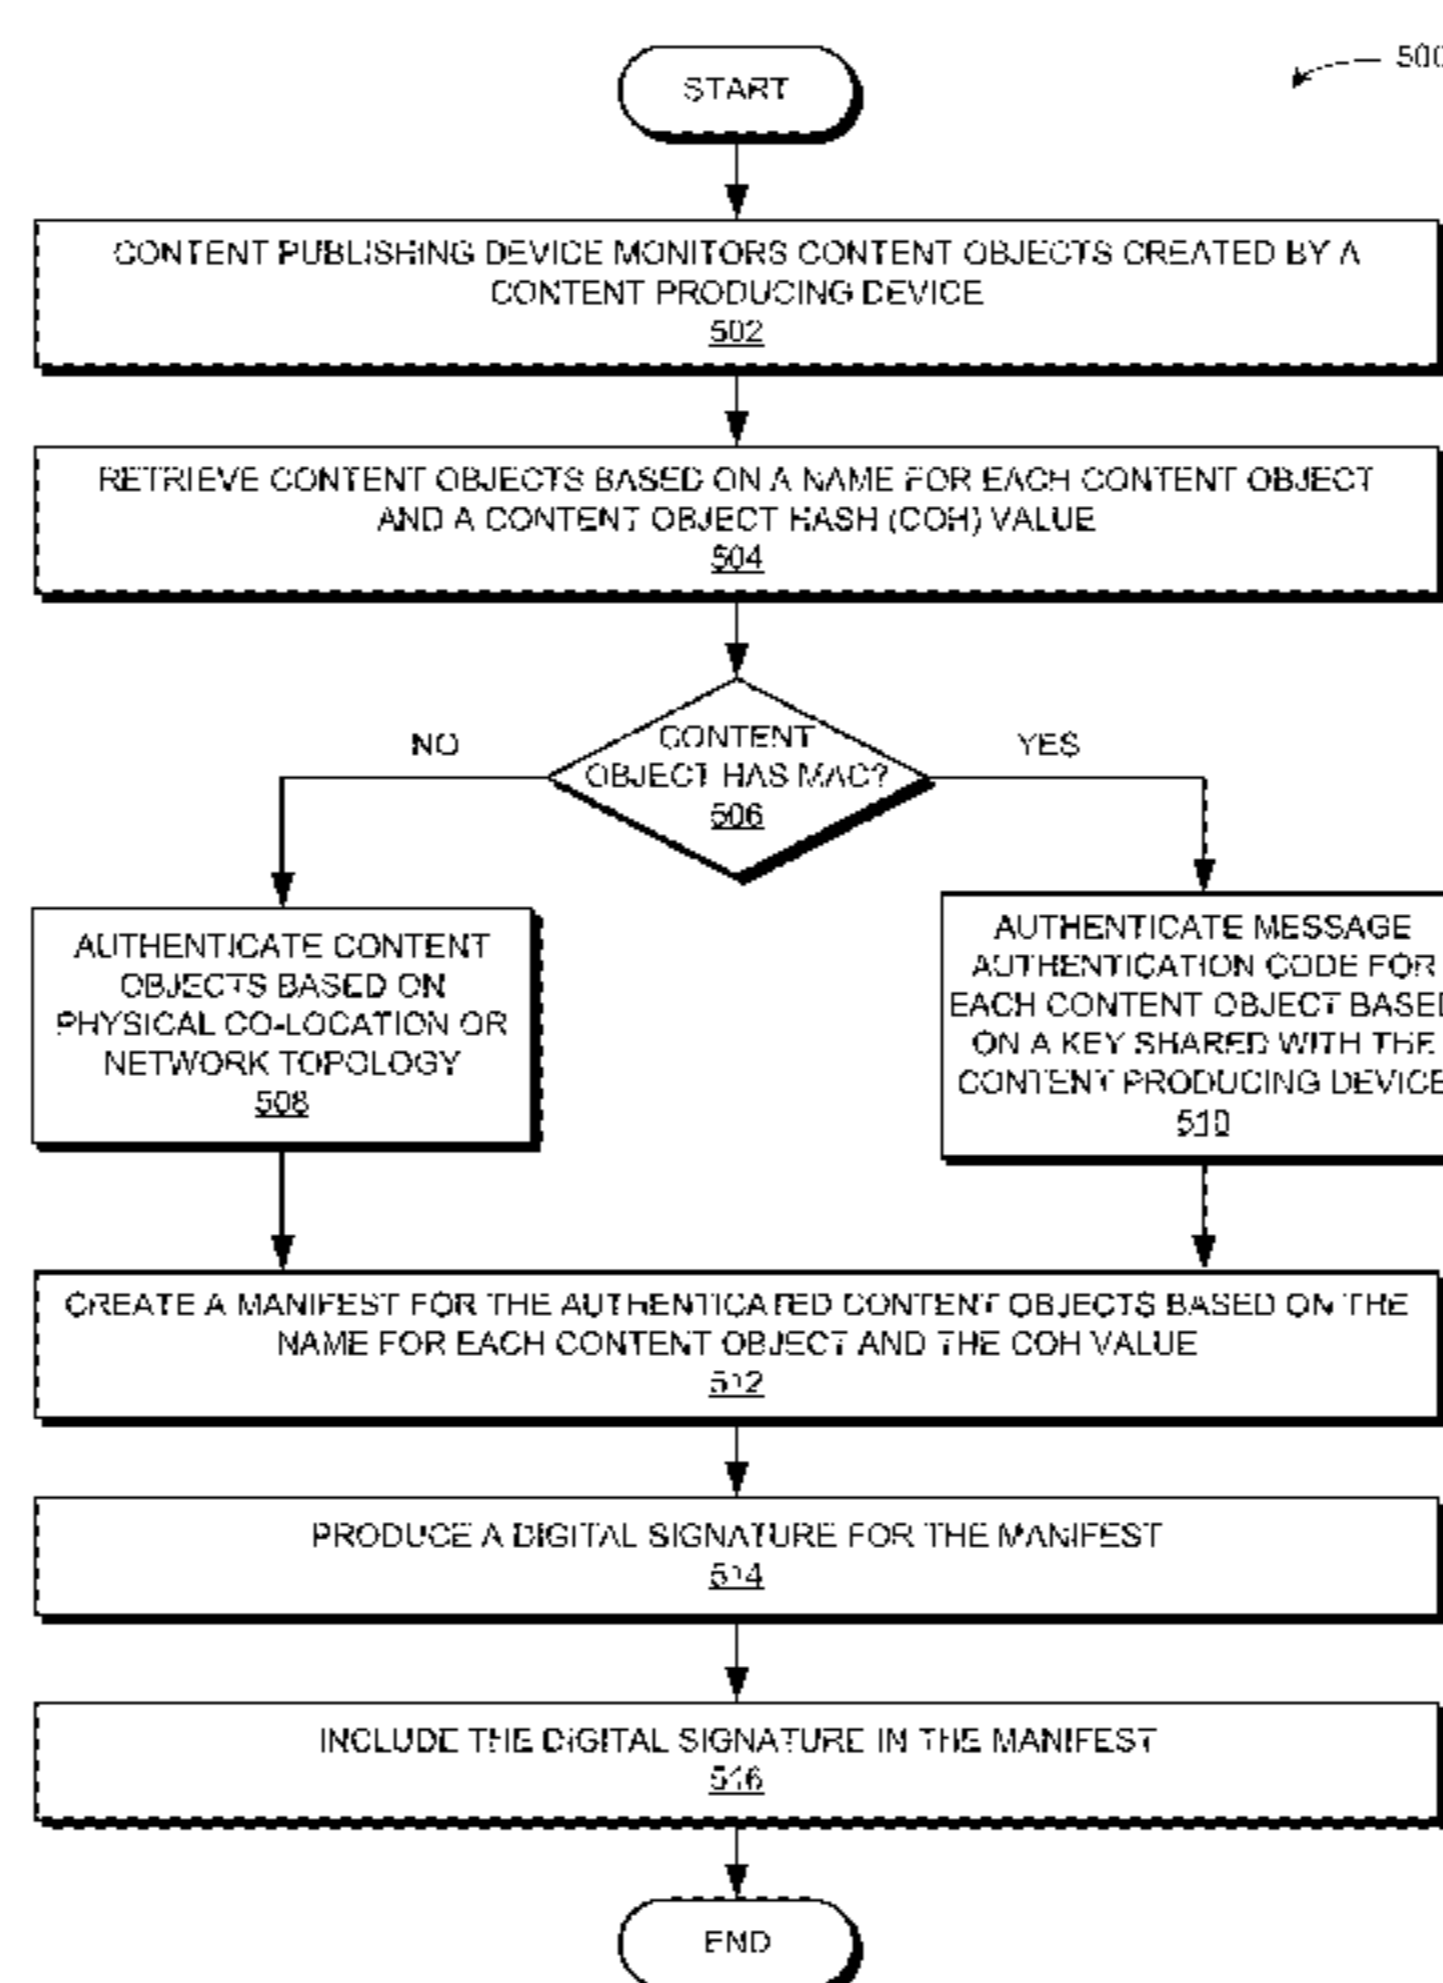 START
500
CONTENT PUBLISHING DEVICE MONITORS CONTENT OBJECTS CREATED BY A
CONTENT PRODUCING DEVICE
502
RETRIEVE CONTENT OBJECTS BASED ON A NAME FOR EACH CONTENT OBJECT
AND A CONTENT OBJECT HASH (COH) VALUE
504
CONTENT
OBJECT HAS MAC?
506
NO
YES
AUTHENTICATE CONTENT
OBJECTS BASED ON
PHYSICAL CO-LOCATION OR
NETWORK TOPOLOGY
508
AUTHENTICATE MESSAGE
AUTHENTICATION CODE FOR
EACH CONTENT OBJECT BASED
ON A KEY SHARED WITH THE
CONTENT PRODUCING DEVICE
510
CREATE A MANIFEST FOR THE AUTHENTICATED CONTENT OBJECTS BASED ON THE
NAME FOR EACH CONTENT OBJECT AND THE COH VALUE
512
PRODUCE A DIGITAL SIGNATURE FOR THE MANIFEST
514
INCLUDE THE DIGITAL SIGNATURE IN THE MANIFEST
516
END